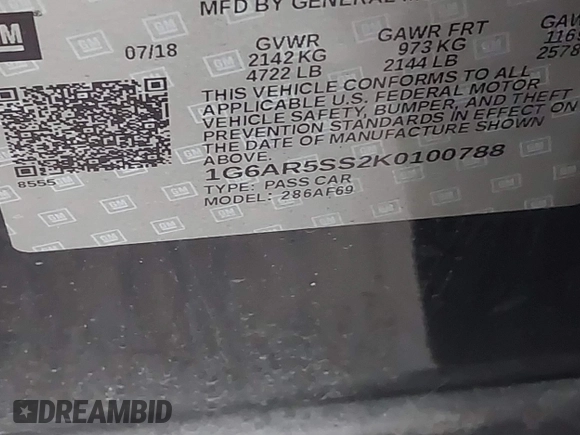 MFD BY GENERAL
GM
07/18
GVWR
2142 KG
4722 LB
GAWR FRT
973 KG
2144 LB
THIS VEHICLE CONFORMS TO ALL
APPLICABLE U.S. FEDERAL MOTOR
VEHICLE SAFETY, BUMPER, AND THEFT
PREVENTION STANDARDS IN EFFECT ON
THE DATE OF MANUFACTURE SHOWN
ABOVE.
8555
1G6AR5SS2K0100788
TYPE: PASS CAR
MODEL: 286AF69
DREAMBID